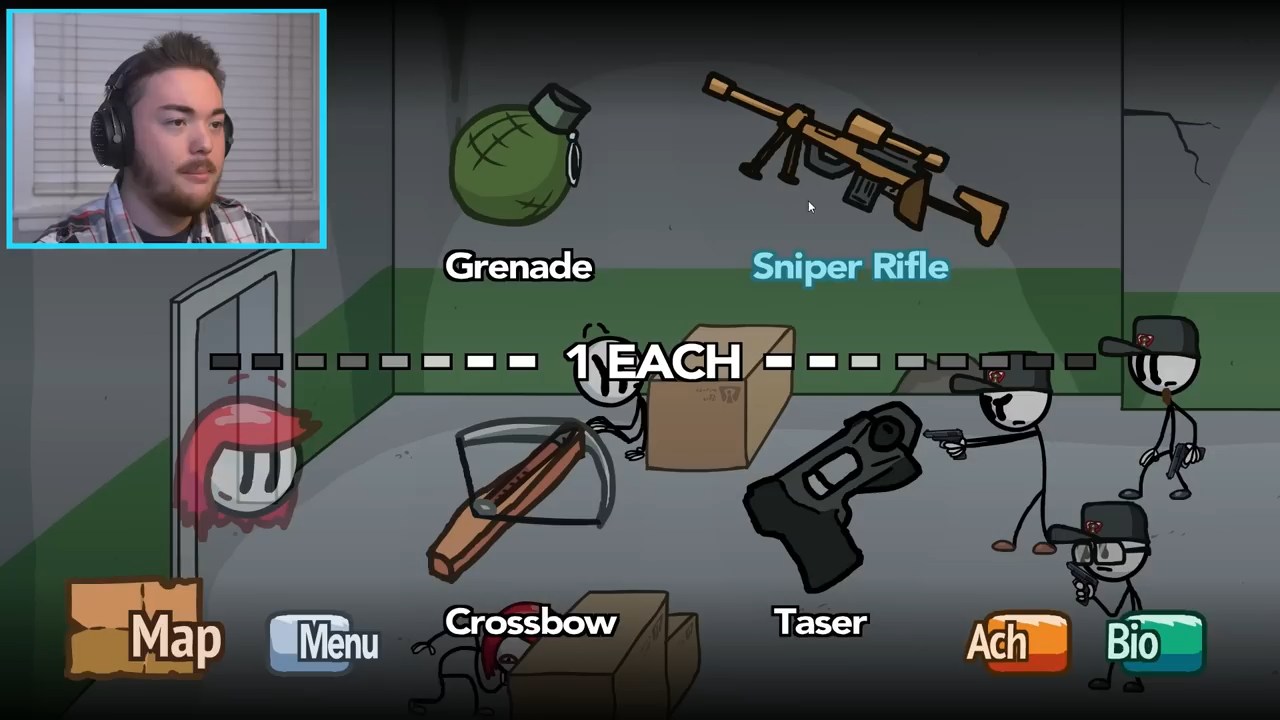 Grenade
Sniper Rifle
1 EACH
Crossbow
Taser
Map
Menu
Ach
Bio